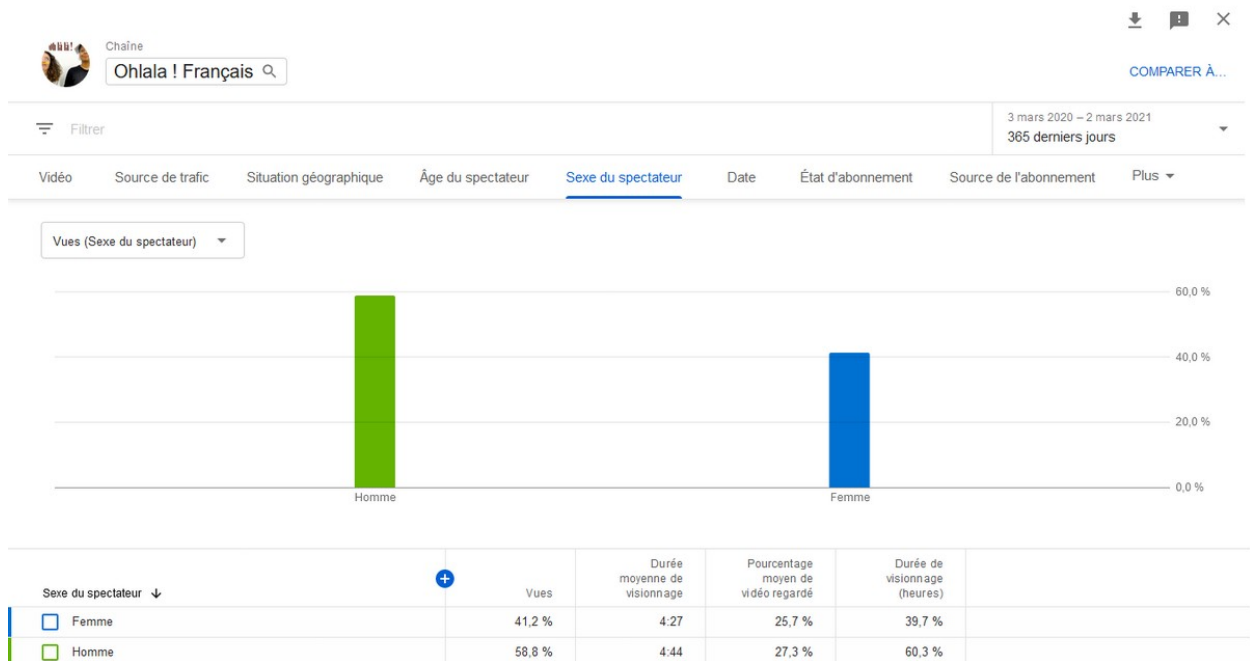 Chaîne
Ohlala ! Français
COMPARER À...
Filtrer
3 mars 2020 – 2 mars 2021
365 derniers jours
Vidéo Source de trafic Situation géographique Âge du spectateur Sexe du spectateur Date État d'abonnement Source de l'abonnement Plus
Vues (Sexe du spectateur)
60,0 %
40,0 %
20,0 %
0,0 %
Homme Femme
Sexe du spectateur
Vues
Durée
moyenne de
visionnage
Pourcentage
moyen de
vidéo regardé
Durée de
visionnage
(heures)
Femme 41,2 % 4:27 25,7 % 39,7 %
Homme 58,8 % 4:44 27,3 % 60,3 %